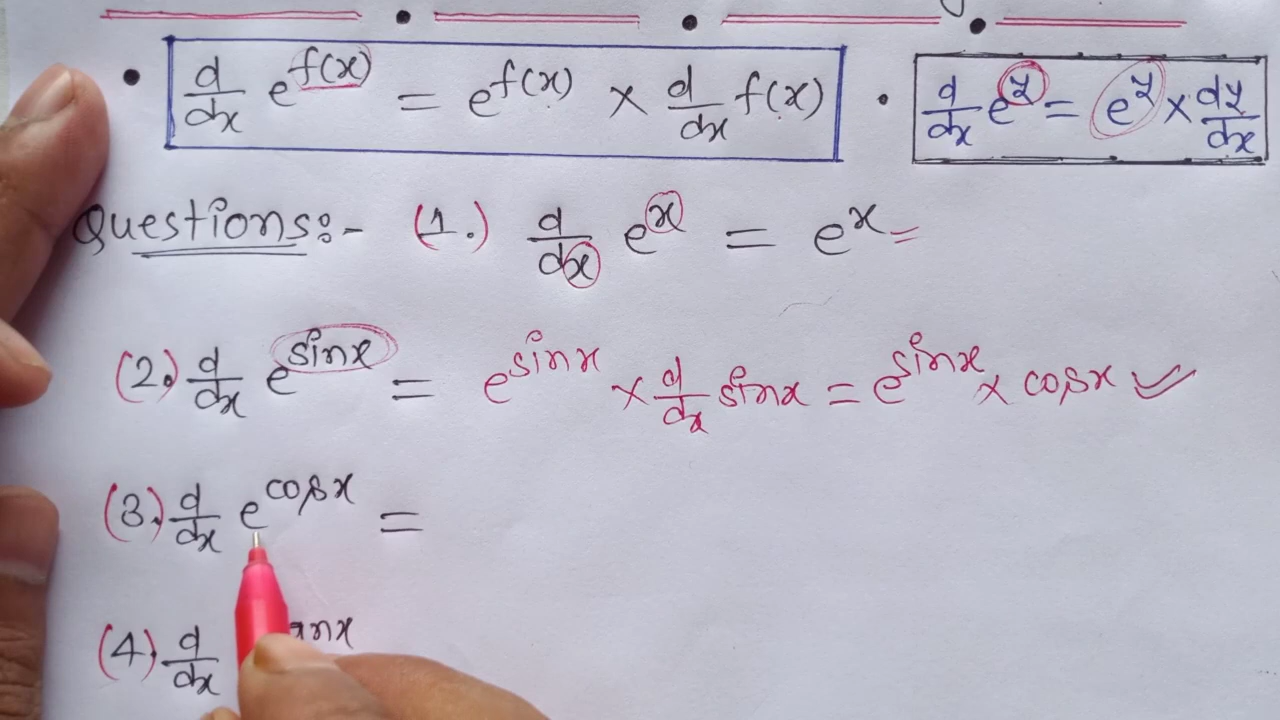 • d/dx e^f(x) = e^f(x) × d/dx f(x) • d/dx e^y = e^y × dy/dx
Questions:- (1.) d/dx e^x = e^x =
(2.) d/dx e^sinx = e^sinx × d/dx sinx = e^sinx × cosx
(3.) d/dx e^cosx =
(4.) d/dx anx